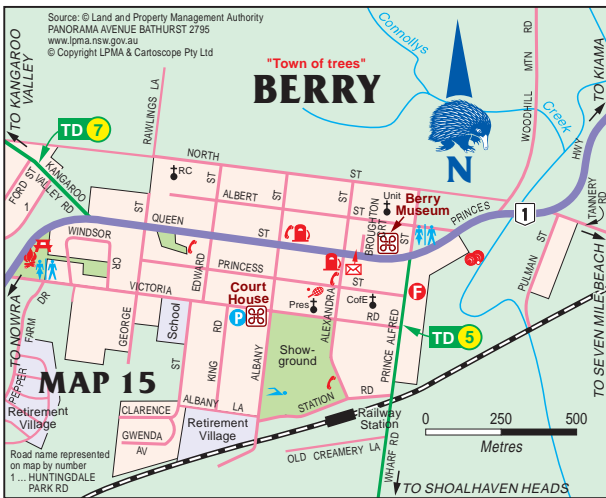 Source: © Land and Property Management Authority
PANORAMA AVENUE BATHURST 2795
www.lpma.nsw.gov.au
© Copyright LPMA & Cartoscope Pty Ltd
"Town of trees"
BERRY
Connollys
Creek
WOODHILL MTN RD
TO KIAMA
TO KANGAROO
VALLEY
TD 7
RAWLINGS LA
NORTH ST
RC
ST
ALBERT ST
ST
ST
Unit
Berry
Museum
PRINCES HWY
1
TANNERY
RD
FORD ST
1
KANGAROO
VALLEY RD
ST
QUEEN ST
BROUGHTON
CRT
ST
WINDSOR
CR
EDWARD
PRINCESS ST
PULMAN ST
TO SEVEN MILE BEACH
N
VICTORIA
Court
House
P
Pres
CofE
RD
F
ALEXANDRA
PRINCE ALFRED
TD 5
TO NOWRA
FARM DR
PEPPER
GEORGE
School
ST
KING
RD
ALBANY
Show-
ground
STATION RD
MAP 15
ALBANY LA
Retirement
Village
CLARENCE
GWENDA
AV
Retirement
Village
Railway
Station
OLD CREAMERY LA
WHARF RD
0 250 500
Metres
Road name represented
on map by number
1 ... HUNTINGDALE
PARK RD
TO SHOALHAVEN HEADS